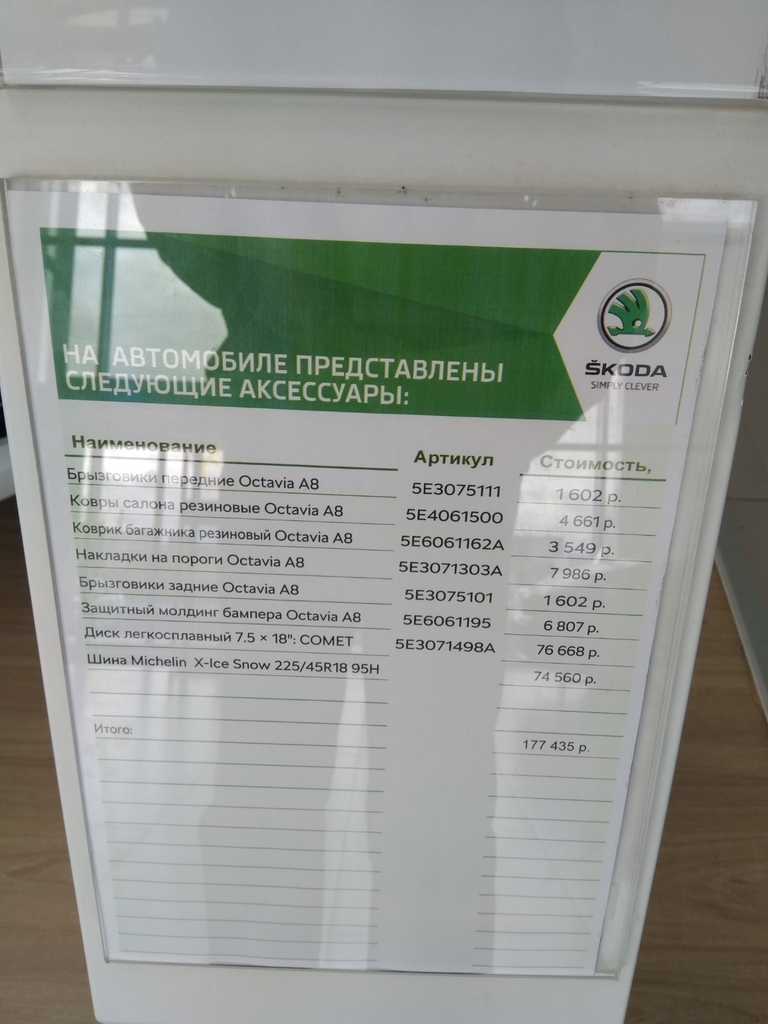 НА АВТОМОБИЛЕ ПРЕДСТАВЛЕНЫ
СЛЕДУЮЩИЕ АКСЕССУАРЫ:
ŠKODA
SIMPLY CLEVER
Наименование Артикул Стоимость,
Брызговики передние Octavia A8 5E3075111 1 602 р.
Ковры салона резиновые Octavia A8 5E4061500 4 661 р.
Коврик багажника резиновый Octavia A8 5E6061162A 3 549 р.
Накладки на пороги Octavia A8 5E3071303A 7 986 р.
Брызговики задние Octavia A8 5E3075101 1 602 р.
Защитный молдинг бампера Octavia A8 5E6061195 6 807 р.
Диск легкосплавный 7.5 × 18": COMET 5E3071498A 76 668 р.
Шина Michelin X-Ice Snow 225/45R18 95H 74 560 р.
Итого: 177 435 р.